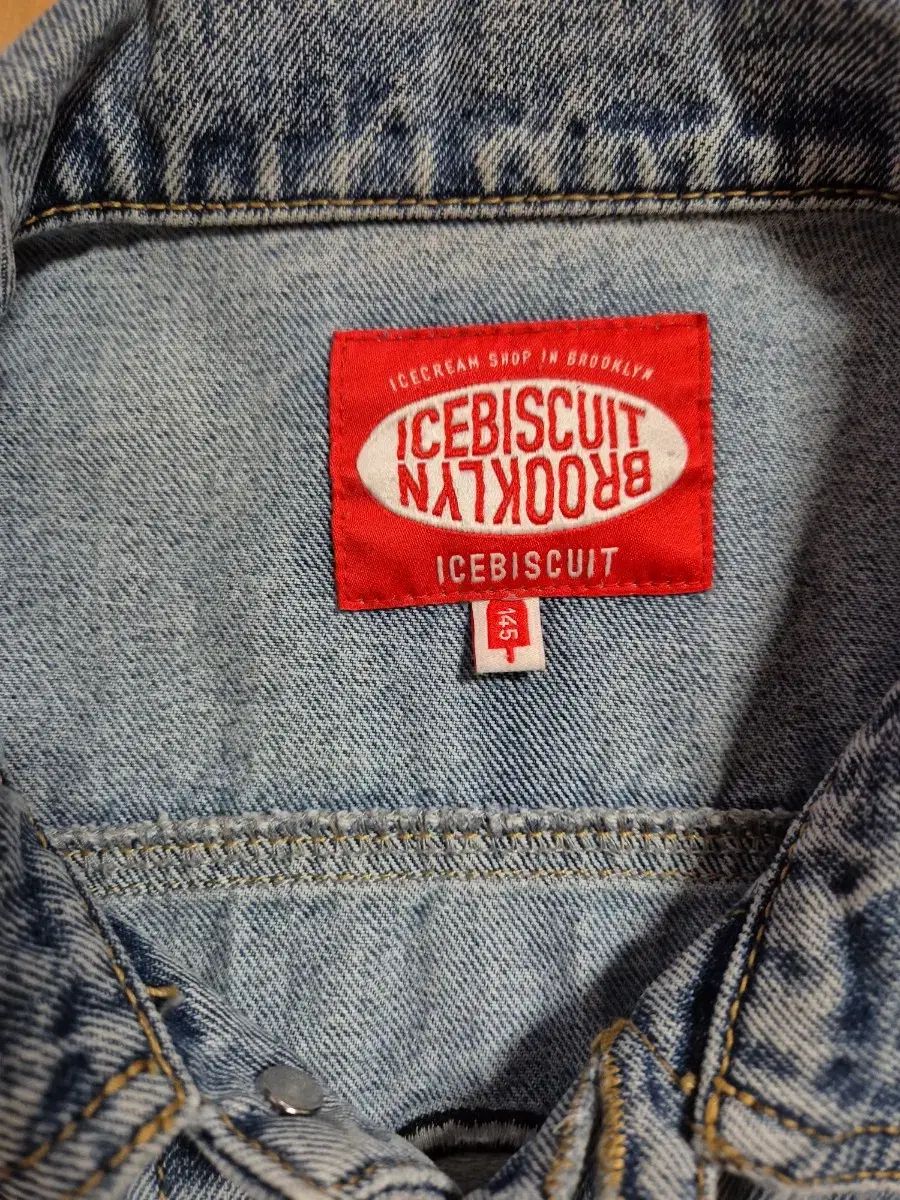 ICECREAM SHOP IN BROOKLYN
ICEBISCUIT
BROOKLYN
ICEBISCUIT
145